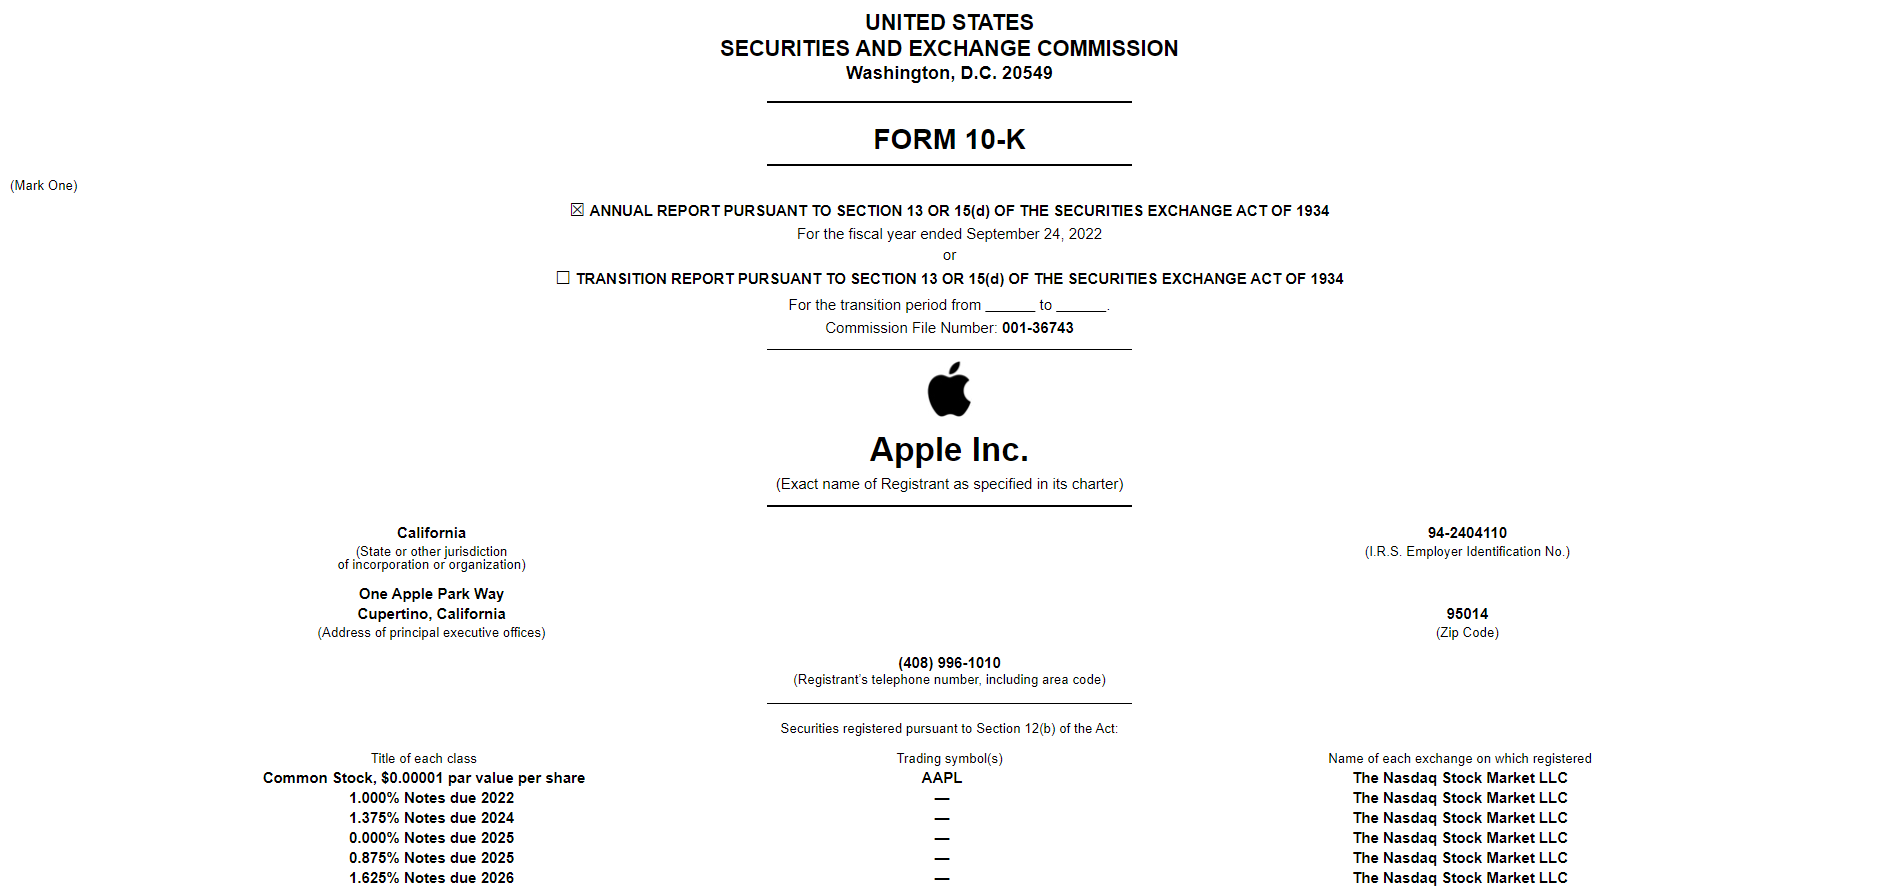 UNITED STATES
SECURITIES AND EXCHANGE COMMISSION
Washington, D.C. 20549
FORM 10-K
(Mark One)
☒ ANNUAL REPORT PURSUANT TO SECTION 13 OR 15(d) OF THE SECURITIES EXCHANGE ACT OF 1934
For the fiscal year ended September 24, 2022
or
☐ TRANSITION REPORT PURSUANT TO SECTION 13 OR 15(d) OF THE SECURITIES EXCHANGE ACT OF 1934
For the transition period from ______ to ______.
Commission File Number: 001-36743
Apple Inc.
(Exact name of Registrant as specified in its charter)
California 94-2404110
(State or other jurisdiction (I.R.S. Employer Identification No.)
of incorporation or organization)
One Apple Park Way
Cupertino, California 95014
(Address of principal executive offices) (Zip Code)
(408) 996-1010
(Registrant’s telephone number, including area code)
Securities registered pursuant to Section 12(b) of the Act:
Title of each class Trading symbol(s) Name of each exchange on which registered
Common Stock, $0.00001 par value per share AAPL The Nasdaq Stock Market LLC
1.000% Notes due 2022 — The Nasdaq Stock Market LLC
1.375% Notes due 2024 — The Nasdaq Stock Market LLC
0.000% Notes due 2025 — The Nasdaq Stock Market LLC
0.875% Notes due 2025 — The Nasdaq Stock Market LLC
1.625% Notes due 2026 — The Nasdaq Stock Market LLC